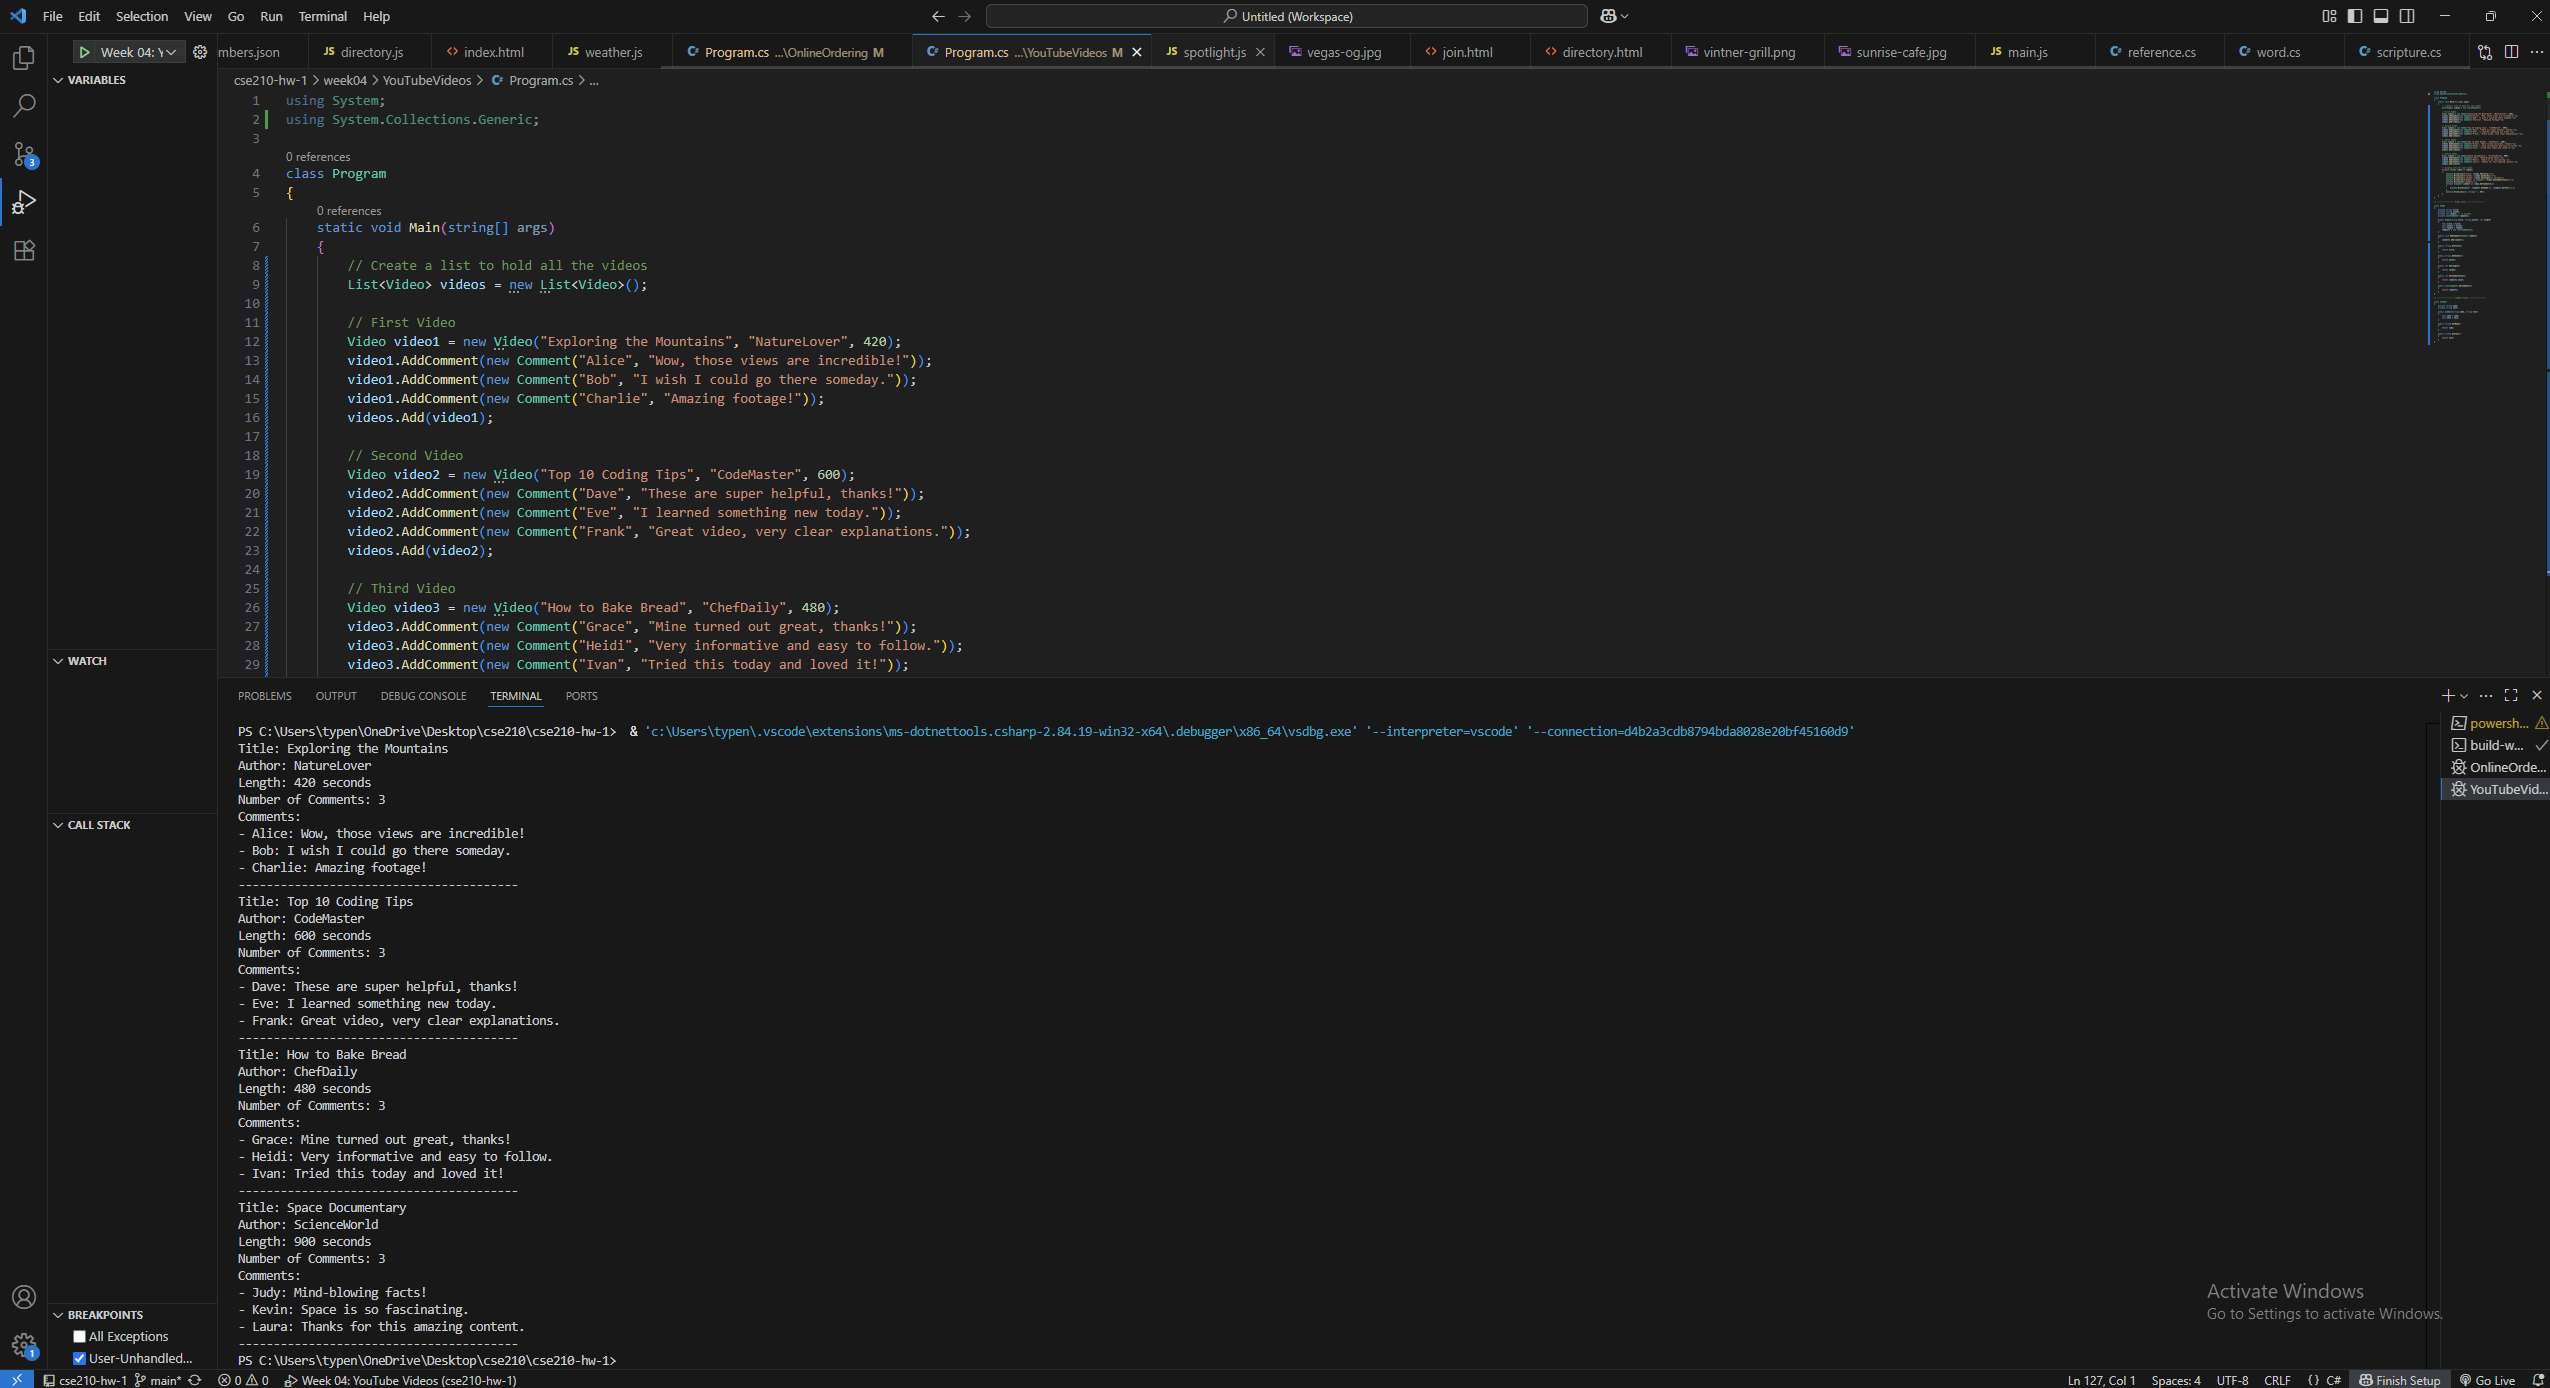 File Edit Selection View Go Run Terminal Help
Untitled (Workspace)
Week 04: Y
mbers.json
JS directory.js
index.html
JS weather.js
Program.cs ...\OnlineOrdering M
Program.cs ...\YouTubeVideos M
JS spotlight.js
vegas-og.jpg
join.html
directory.html
vintner-grill.png
sunrise-cafe.jpg
JS main.js
reference.cs
word.cs
scripture.cs
VARIABLES
cse210-hw-1 > week04 > YouTubeVideos > Program.cs > ...
1 using System;
2 using System.Collections.Generic;
3
0 references
4 class Program
5 {
0 references
6 static void Main(string[] args)
7 {
8 // Create a list to hold all the videos
9 List<Video> videos = new List<Video>();
10
11 // First Video
12 Video video1 = new Video("Exploring the Mountains", "NatureLover", 420);
13 video1.AddComment(new Comment("Alice", "Wow, those views are incredible!"));
14 video1.AddComment(new Comment("Bob", "I wish I could go there someday."));
15 video1.AddComment(new Comment("Charlie", "Amazing footage!"));
16 videos.Add(video1);
17
18 // Second Video
19 Video video2 = new Video("Top 10 Coding Tips", "CodeMaster", 600);
20 video2.AddComment(new Comment("Dave", "These are super helpful, thanks!"));
21 video2.AddComment(new Comment("Eve", "I learned something new today."));
22 video2.AddComment(new Comment("Frank", "Great video, very clear explanations."));
23 videos.Add(video2);
24
25 // Third Video
26 Video video3 = new Video("How to Bake Bread", "ChefDaily", 480);
27 video3.AddComment(new Comment("Grace", "Mine turned out great, thanks!"));
28 video3.AddComment(new Comment("Heidi", "Very informative and easy to follow."));
29 video3.AddComment(new Comment("Ivan", "Tried this today and loved it!"));
3
WATCH
CALL STACK
PROBLEMS OUTPUT DEBUG CONSOLE TERMINAL PORTS
PS C:\Users\typen\OneDrive\Desktop\cse210\cse210-hw-1> & 'c:\Users\typen\.vscode\extensions\ms-dotnettools.csharp-2.84.19-win32-x64\.debugger\x86_64\vsdbg.exe' '--interpreter=vscode' '--connection=d4b2a3cdb8794bda8028e20bf45160d9'
Title: Exploring the Mountains
Author: NatureLover
Length: 420 seconds
Number of Comments: 3
Comments:
- Alice: Wow, those views are incredible!
- Bob: I wish I could go there someday.
- Charlie: Amazing footage!
----------------------------------------
Title: Top 10 Coding Tips
Author: CodeMaster
Length: 600 seconds
Number of Comments: 3
Comments:
- Dave: These are super helpful, thanks!
- Eve: I learned something new today.
- Frank: Great video, very clear explanations.
----------------------------------------
Title: How to Bake Bread
Author: ChefDaily
Length: 480 seconds
Number of Comments: 3
Comments:
- Grace: Mine turned out great, thanks!
- Heidi: Very informative and easy to follow.
- Ivan: Tried this today and loved it!
----------------------------------------
Title: Space Documentary
Author: ScienceWorld
Length: 900 seconds
Number of Comments: 3
Comments:
- Judy: Mind-blowing facts!
- Kevin: Space is so fascinating.
- Laura: Thanks for this amazing content.
----------------------------------------
PS C:\Users\typen\OneDrive\Desktop\cse210\cse210-hw-1>
powersh...
build-w...
OnlineOrde...
YouTubeVid...
Activate Windows
Go to Settings to activate Windows.
BREAKPOINTS
All Exceptions
User-Unhandled...
1
cse210-hw-1 main* 0 0 Week 04: YouTube Videos (cse210-hw-1)
Ln 127, Col 1 Spaces: 4 UTF-8 CRLF {} C# Finish Setup Go Live